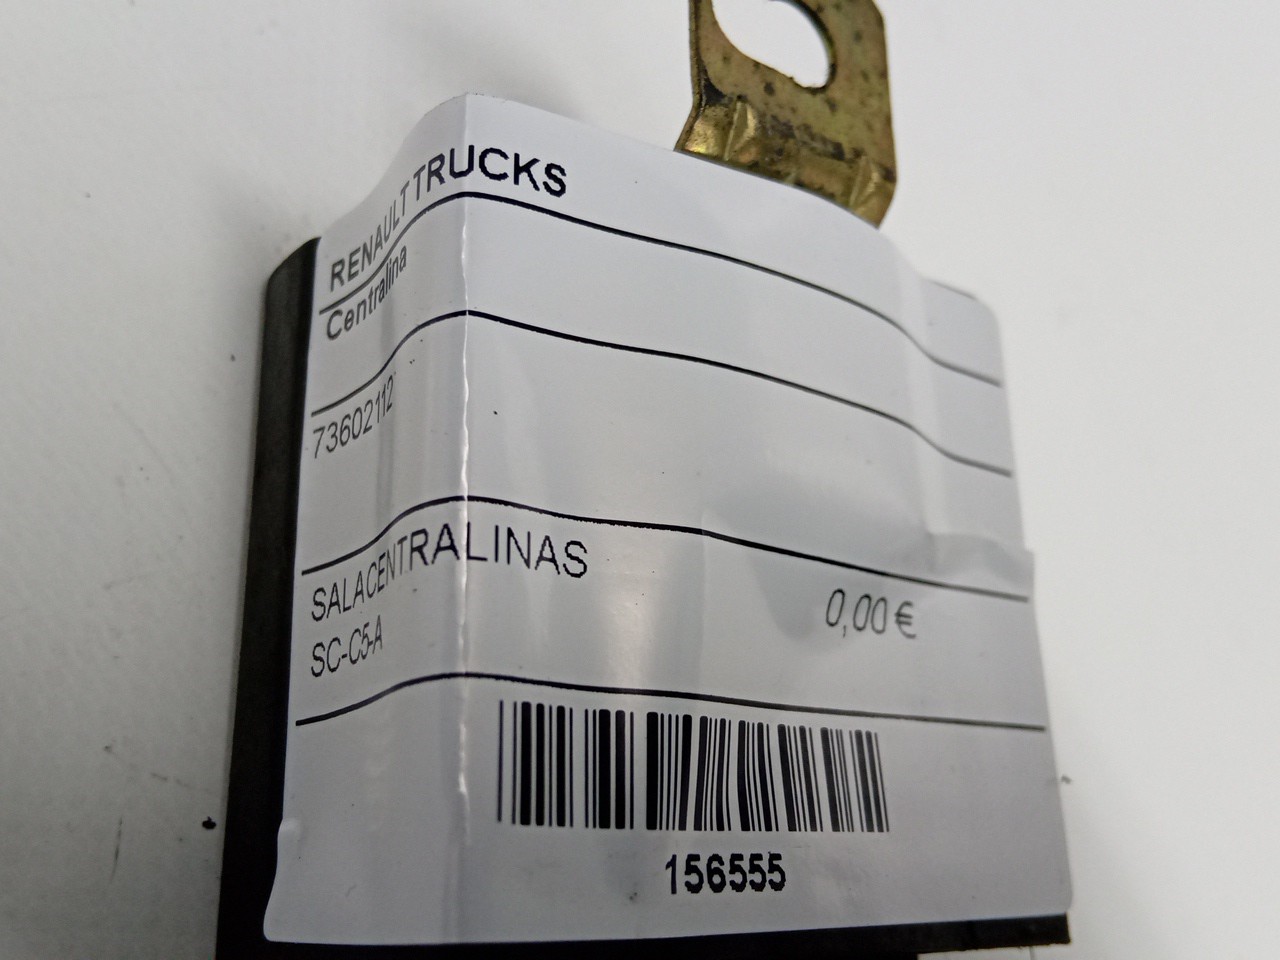 RENAULT TRUCKS
Centralina
73602112
SALACENTRALINAS
SC-C5-A
0,00 €
156555